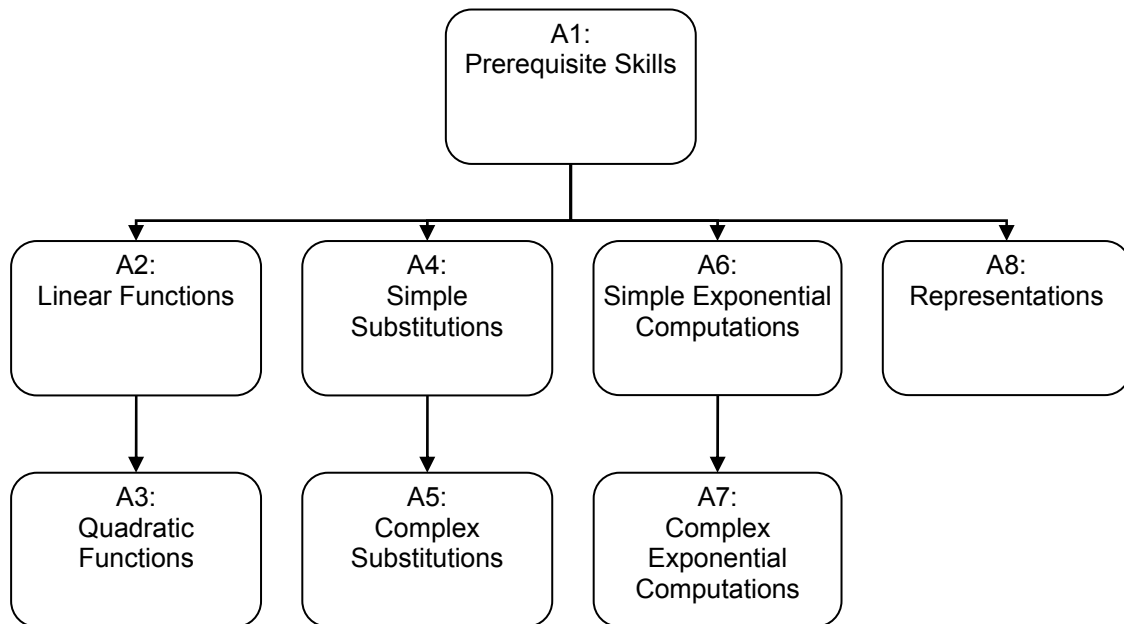 A1:
Prerequisite Skills
A2:
Linear Functions
A4:
Simple
Substitutions
A6:
Simple Exponential
Computations
A8:
Representations
A3:
Quadratic
Functions
A5:
Complex
Substitutions
A7:
Complex
Exponential
Computations